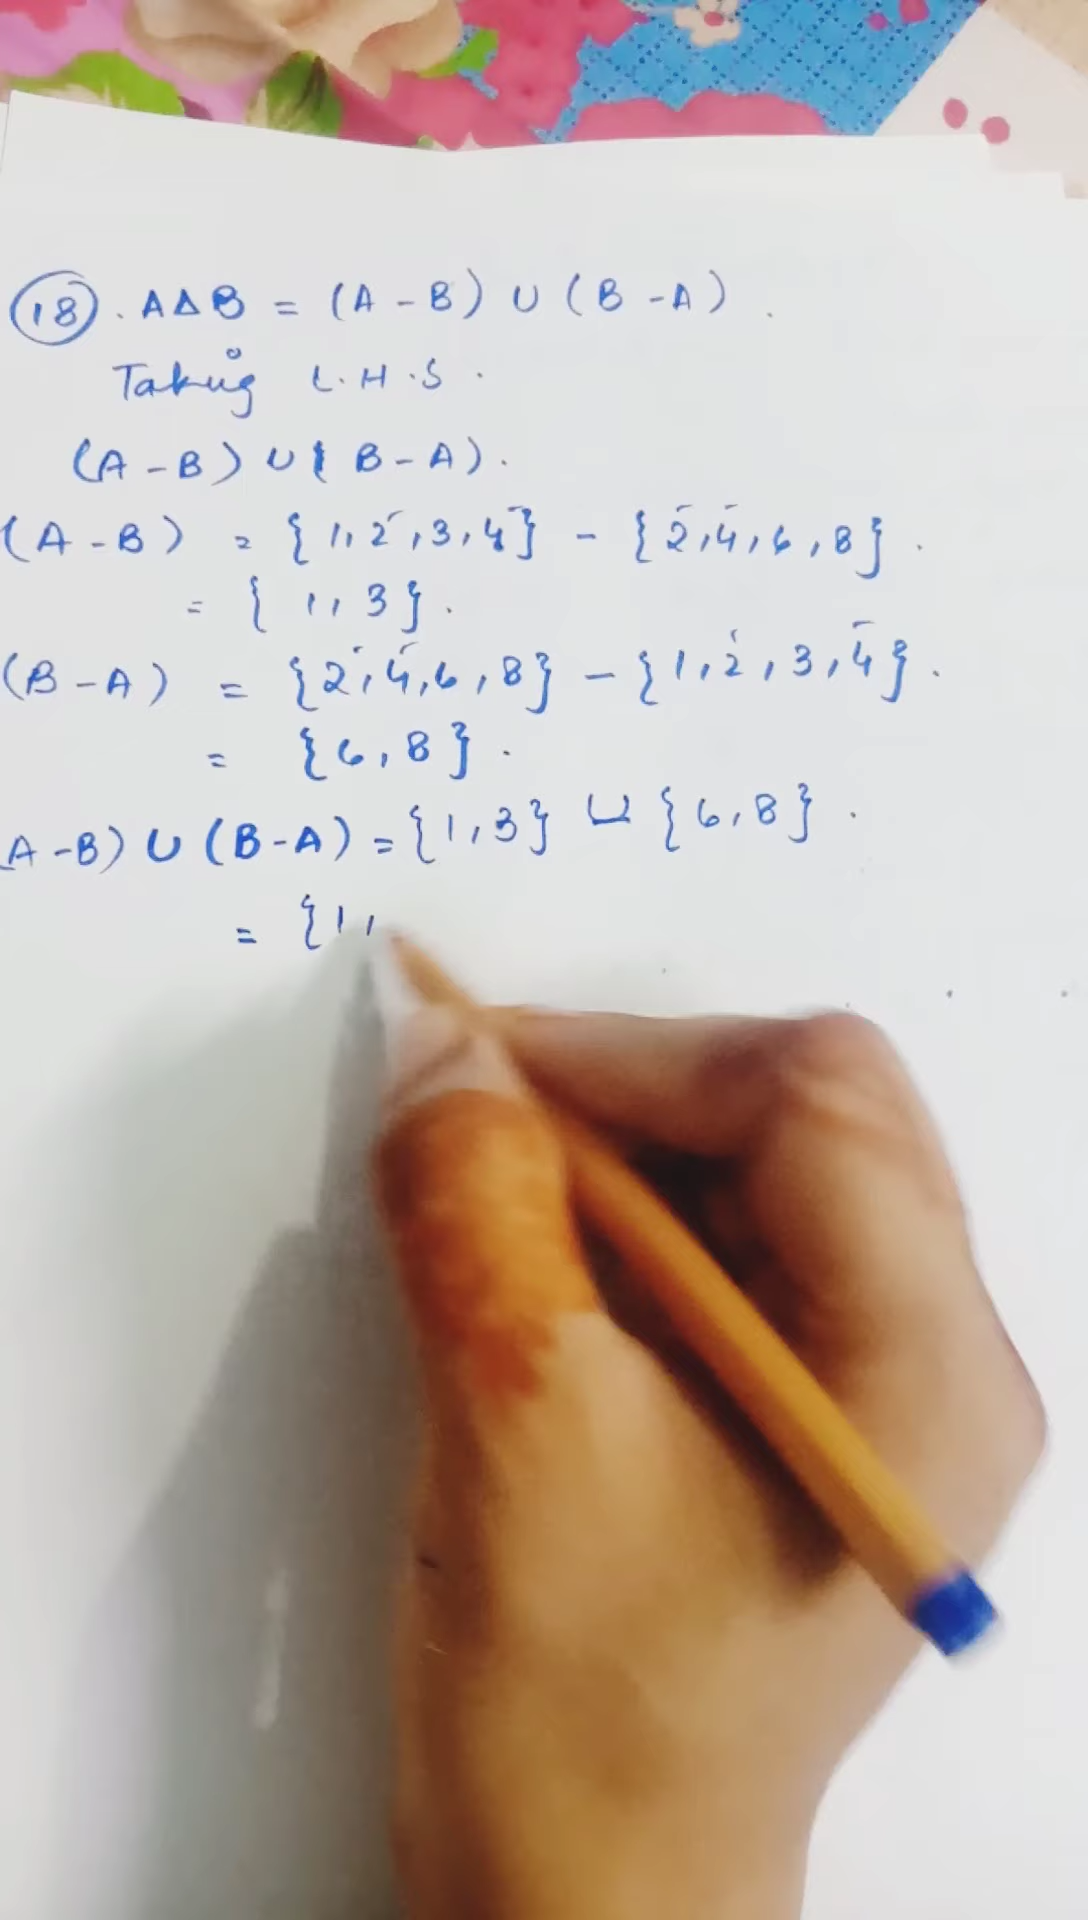 18. A Δ B = (A - B) ∪ (B - A).
Taking L.H.S.
(A - B) ∪ ( B - A).
(A - B) = {1, 2, 3, 4} - {2, 4, 6, 8}.
= { 1, 3}.
(B - A) = {2, 4, 6, 8} - {1, 2, 3, 4}.
= {6, 8}.
A - B) ∪ (B - A) = {1, 3} ∪ {6, 8}.
= {1,